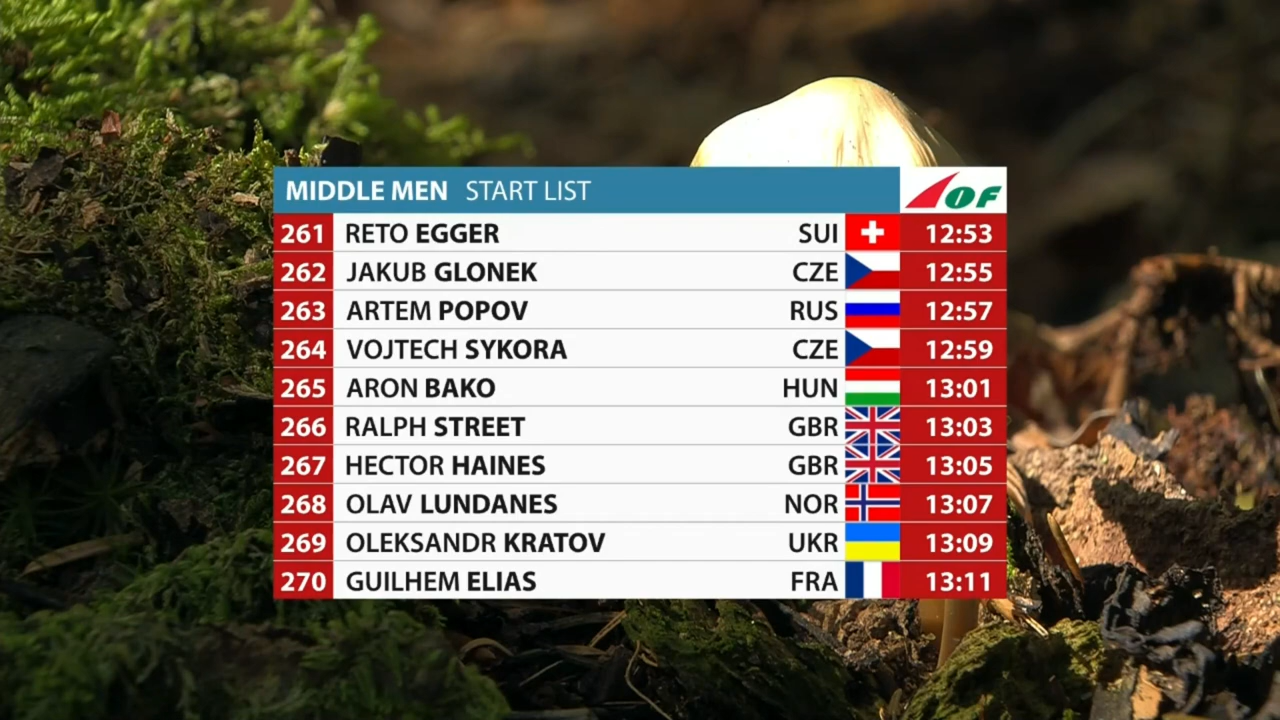 MIDDLE MEN START LIST IOF
261 RETO EGGER SUI 12:53
262 JAKUB GLONEK CZE 12:55
263 ARTEM POPOV RUS 12:57
264 VOJTECH SYKORA CZE 12:59
265 ARON BAKO HUN 13:01
266 RALPH STREET GBR 13:03
267 HECTOR HAINES GBR 13:05
268 OLAV LUNDANES NOR 13:07
269 OLEKSANDR KRATOV UKR 13:09
270 GUILHEM ELIAS FRA 13:11